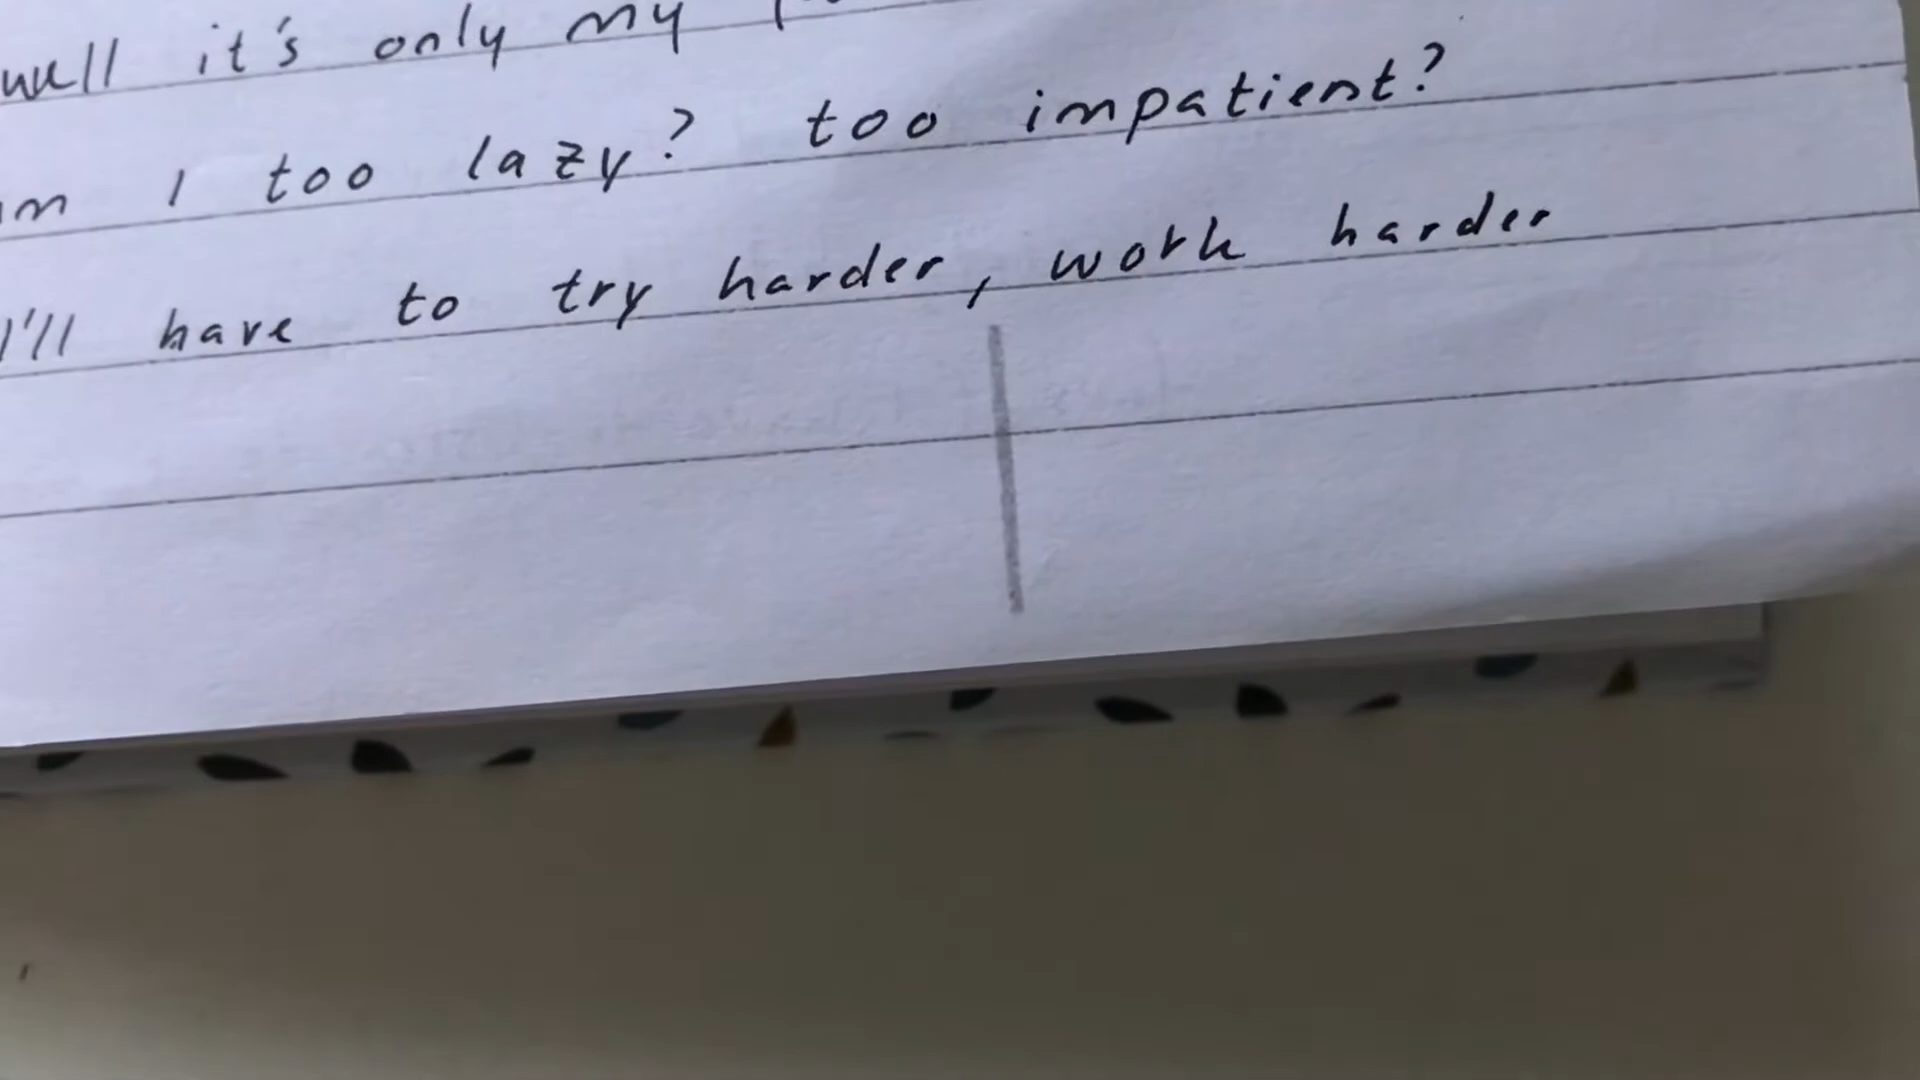 well it's only my
I too lazy? too impatient?
I'll have to try harder, work harder